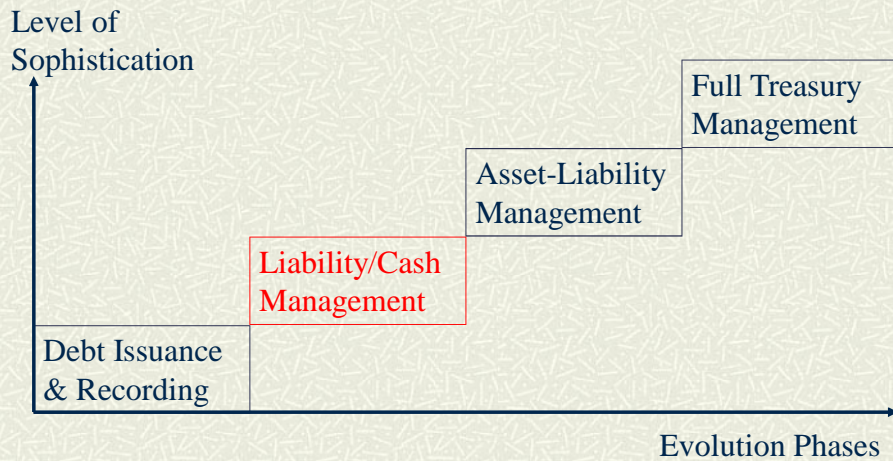 Level of
Sophistication
Full Treasury
Management
Asset-Liability
Management
Liability/Cash
Management
Debt Issuance
& Recording
Evolution Phases